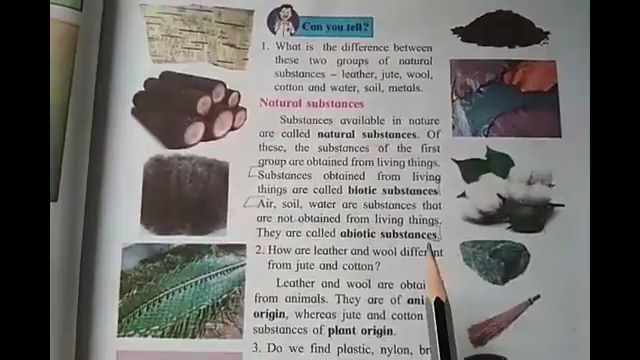 Can you tell?
1. What is the difference between
these two groups of natural
substances – leather, jute, wool,
cotton and water, soil, metals.
Natural substances
Substances available in nature
are called natural substances. Of
these, the substances of the first
group are obtained from living things.
Substances obtained from living
things are called biotic substances.
Air, soil, water are substances that
are not obtained from living things.
They are called abiotic substances.
2. How are leather and wool different
from jute and cotton?
Leather and wool are obtai
from animals. They are of ani
origin, whereas jute and cotton
substances of plant origin.
3. Do we find plastic, nylon, br